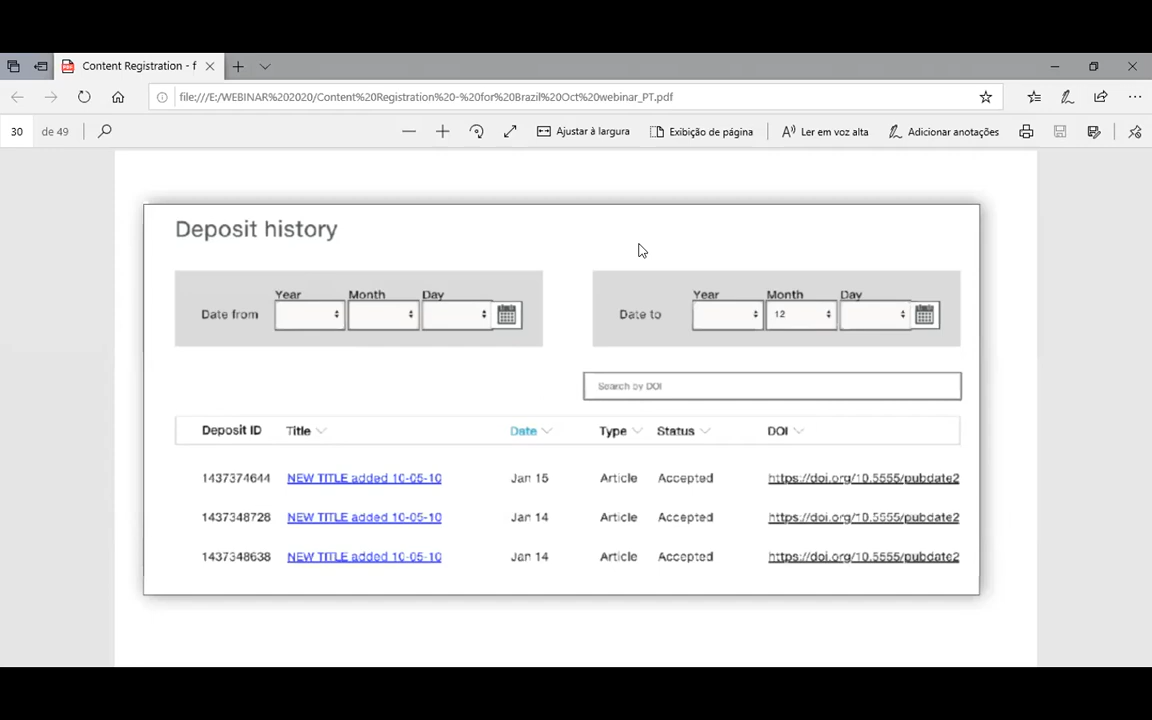 Content Registration - f
file:///E:/WEBINAR%202020/Content%20Registration%20-%20for%20Brazil%20Oct%20webinar_PT.pdf
30 de 49 Ajustar à largura Exibição de página Ler em voz alta Adicionar anotações
Deposit history
Year Month Day Year Month Day
Date from Date to 12
Search by DOI
Deposit ID Title Date Type Status DOI
1437374644 NEW TITLE added 10-05-10 Jan 15 Article Accepted https://doi.org/10.5555/pubdate2
1437348728 NEW TITLE added 10-05-10 Jan 14 Article Accepted https://doi.org/10.5555/pubdate2
1437348638 NEW TITLE added 10-05-10 Jan 14 Article Accepted https://doi.org/10.5555/pubdate2